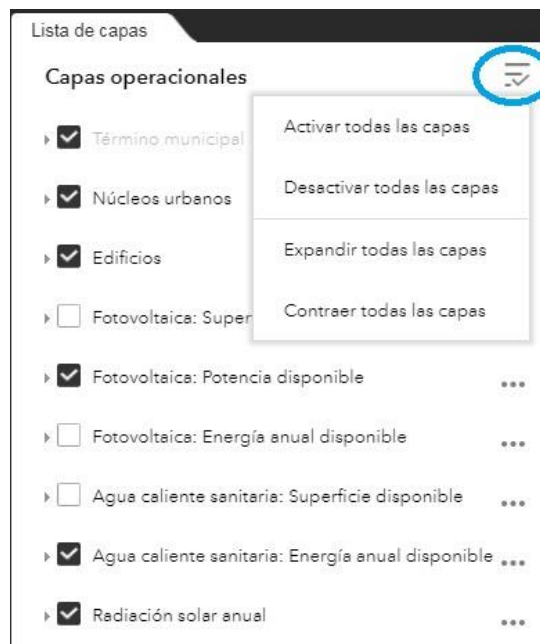 Lista de capas
Capas operacionales
Activar todas las capas
Término municipal
Desactivar todas las capas
Núcleos urbanos
Expandir todas las capas
Edificios
Contraer todas las capas
Fotovoltaica: Super
Fotovoltaica: Potencia disponible
Fotovoltaica: Energía anual disponible
Agua caliente sanitaria: Superficie disponible
Agua caliente sanitaria: Energía anual disponible
Radiación solar anual